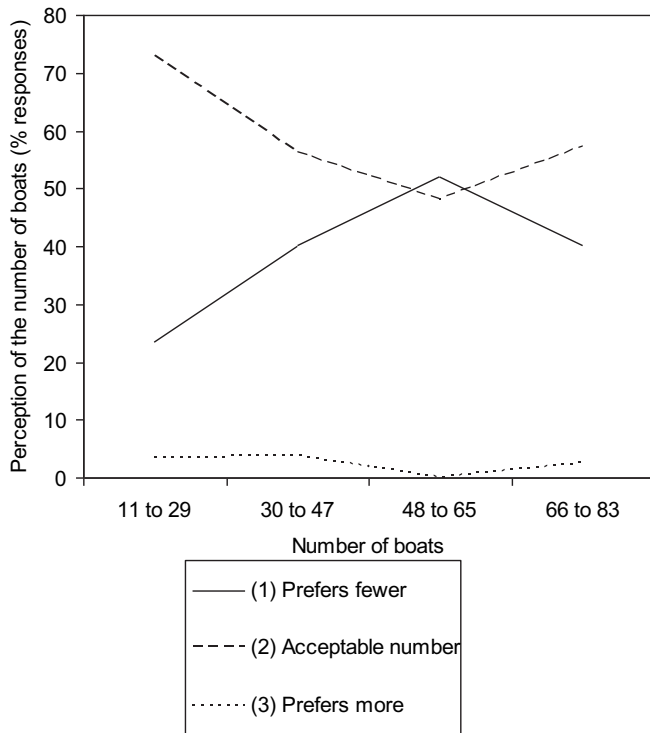 Perception of the number of boats (% responses)
80
70
60
50
40
30
20
10
0
11 to 29 30 to 47 48 to 65 66 to 83
Number of boats
(1) Prefers fewer
(2) Acceptable number
(3) Prefers more